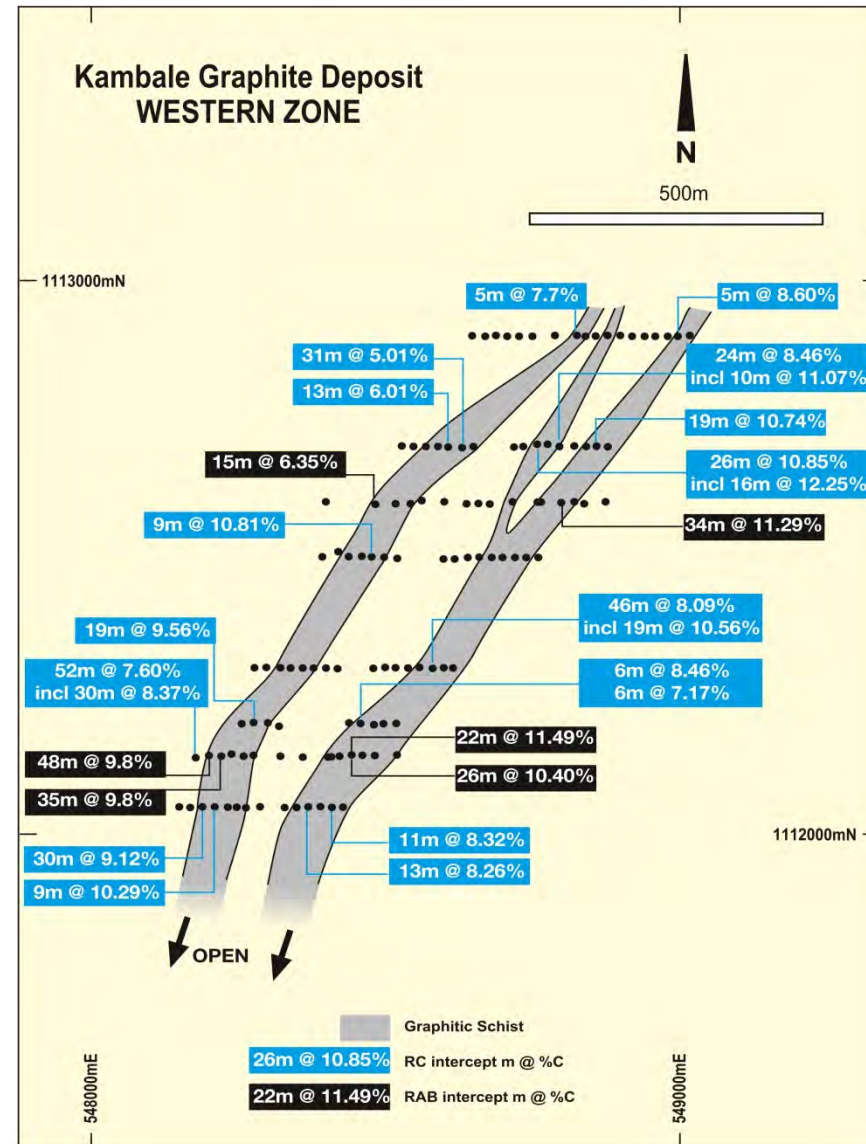 Kambale Graphite Deposit
WESTERN ZONE
N
500m
1113000mN
5m @ 7.7%
5m @ 8.60%
31m @ 5.01%
24m @ 8.46%
incl 10m @ 11.07%
13m @ 6.01%
19m @ 10.74%
15m @ 6.35%
26m @ 10.85%
incl 16m @ 12.25%
9m @ 10.81%
34m @ 11.29%
19m @ 9.56%
46m @ 8.09%
incl 19m @ 10.56%
52m @ 7.60%
incl 30m @ 8.37%
6m @ 8.46%
6m @ 7.17%
48m @ 9.8%
22m @ 11.49%
35m @ 9.8%
26m @ 10.40%
1112000mN
30m @ 9.12%
11m @ 8.32%
9m @ 10.29%
13m @ 8.26%
OPEN
Graphitic Schist
26m @ 10.85% RC intercept m @ %C
22m @ 11.49% RAB intercept m @ %C
548000mE
549000mE